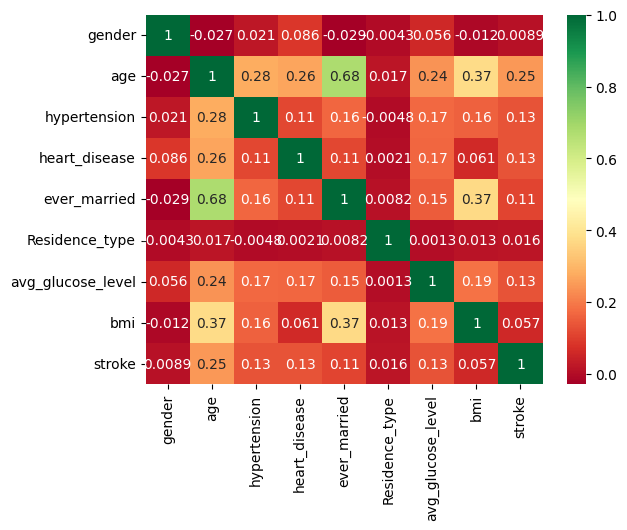 gender 1 -0.027 0.021 0.086 -0.029 -0.0043 0.056 -0.012 0.0089
age -0.027 1 0.28 0.26 0.68 0.017 0.24 0.37 0.25
hypertension 0.021 0.28 1 0.11 0.16 -0.0048 0.17 0.16 0.13
heart_disease 0.086 0.26 0.11 1 0.11 0.0021 0.17 0.061 0.13
ever_married -0.029 0.68 0.16 0.11 1 0.0082 0.15 0.37 0.11
Residence_type -0.0043 0.017 -0.0048 0.0021 0.0082 1 0.0013 0.013 0.016
avg_glucose_level 0.056 0.24 0.17 0.17 0.15 0.0013 1 0.19 0.13
bmi -0.012 0.37 0.16 0.061 0.37 0.013 0.19 1 0.057
stroke 0.0089 0.25 0.13 0.13 0.11 0.016 0.13 0.057 1
gender age hypertension heart_disease ever_married Residence_type avg_glucose_level bmi stroke
1.0
0.8
0.6
0.4
0.2
0.0